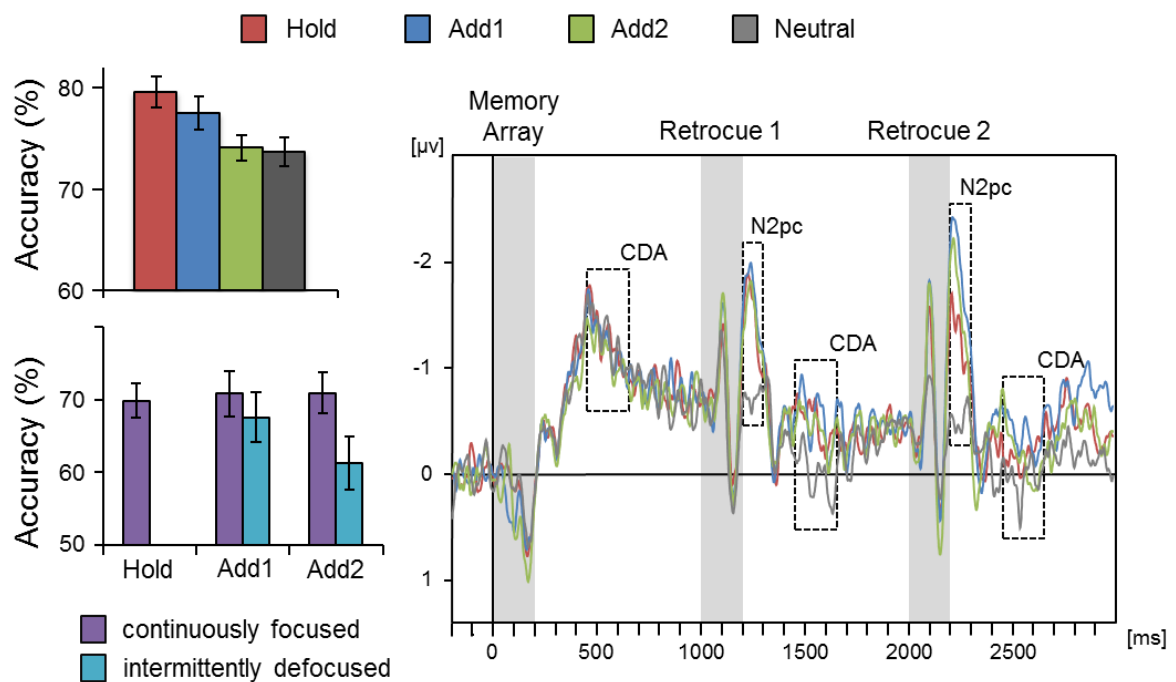 Hold Add1 Add2 Neutral
Accuracy (%)
80
70
60
Accuracy (%)
70
60
50
Hold Add1 Add2
continuously focused
intermittently defocused
Memory
Array
Retrocue 1
Retrocue 2
[µv]
N2pc
CDA
N2pc
-2
CDA
CDA
-1
0
1
0 500 1000 1500 2000 2500 [ms]